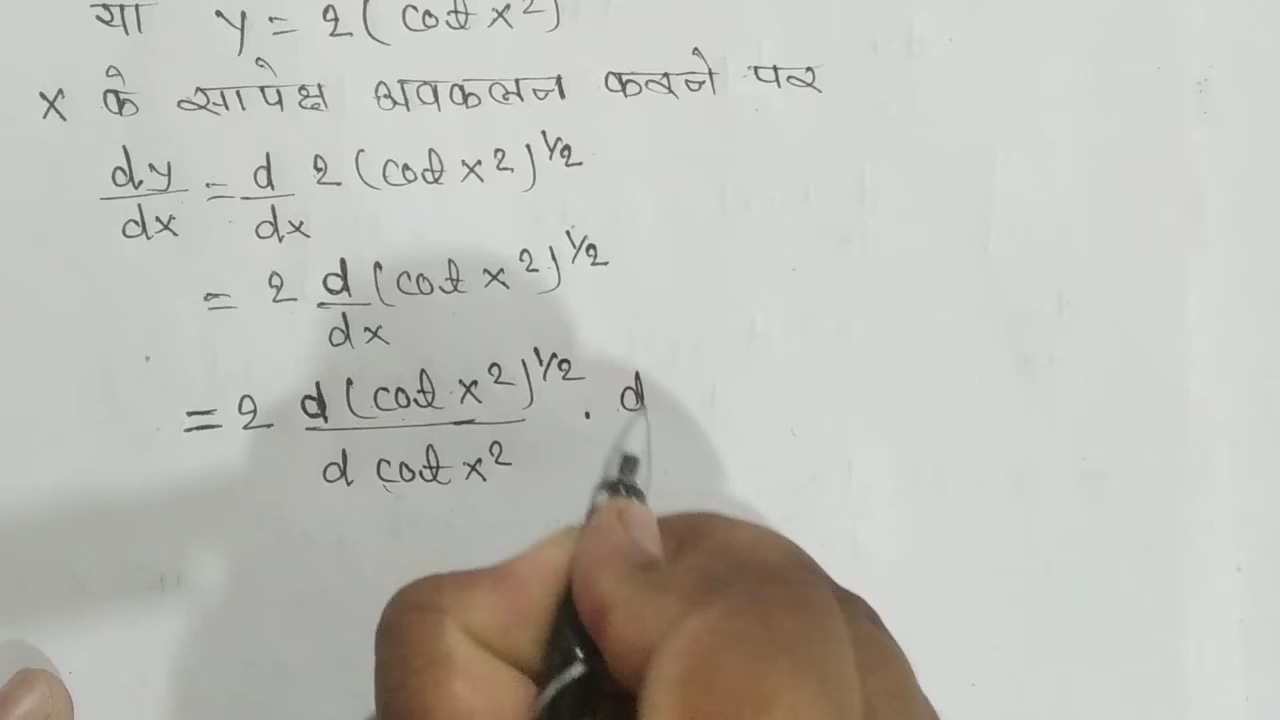 या y = 2(cot x²)
x के सापेक्ष अवकलन करने पर
dy/dx = d/dx 2(cot x²)^1/2
= 2 d/dx (cot x²)^1/2
= 2 d(cot x²)^1/2 / d cot x² . d